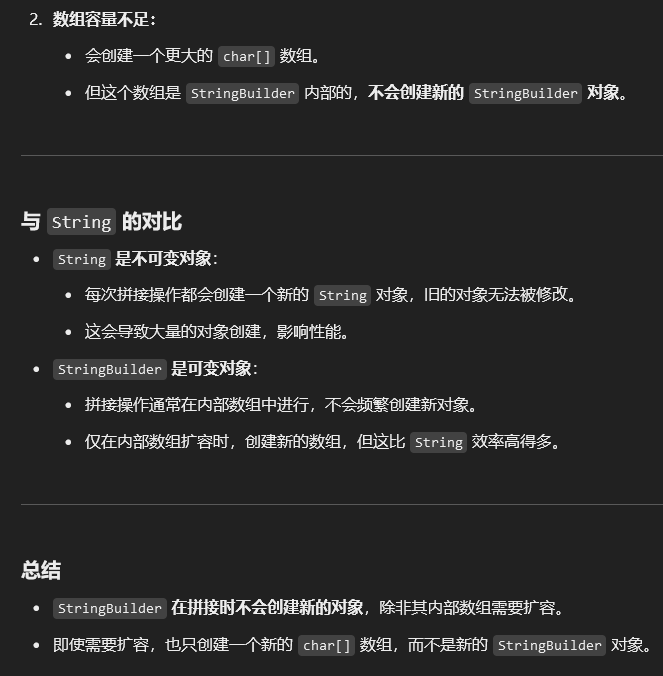 2. 数组容量不足：
• 会创建一个更大的 char[] 数组。
• 但这个数组是 StringBuilder 内部的，不会创建新的 StringBuilder 对象。
与 String 的对比
• String 是不可变对象：
• 每次拼接操作都会创建一个新的 String 对象，旧的对象无法被修改。
• 这会导致大量的对象创建，影响性能。
• StringBuilder 是可变对象：
• 拼接操作通常在内部数组中进行，不会频繁创建新对象。
• 仅在内部数组扩容时，创建新的数组，但这比 String 效率高得多。
总结
• StringBuilder 在拼接时不会创建新的对象，除非其内部数组需要扩容。
• 即使需要扩容，也只创建一个新的 char[] 数组，而不是新的 StringBuilder 对象。